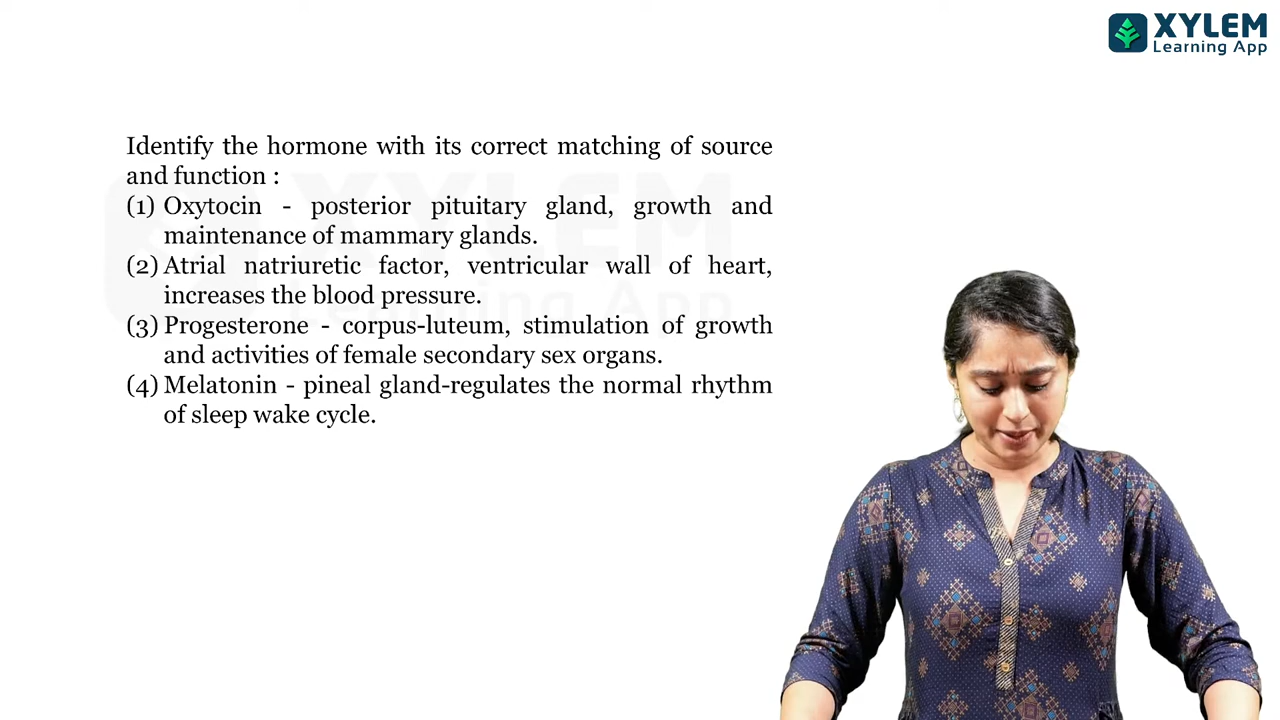 XYLEM
Learning App
Identify the hormone with its correct matching of source
and function :
(1) Oxytocin - posterior pituitary gland, growth and
maintenance of mammary glands.
(2) Atrial natriuretic factor, ventricular wall of heart,
increases the blood pressure.
(3) Progesterone - corpus-luteum, stimulation of growth
and activities of female secondary sex organs.
(4) Melatonin - pineal gland-regulates the normal rhythm
of sleep wake cycle.
XYLEM
Learning App